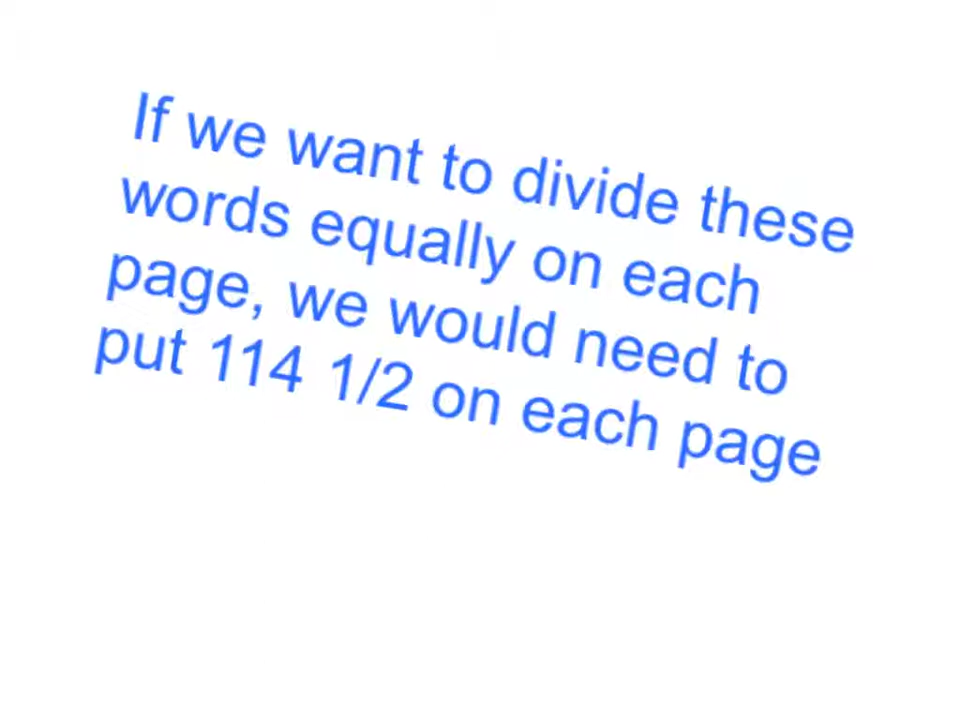 If we want to divide these
words equally on each
page, we would need to
put 114 1/2 on each page